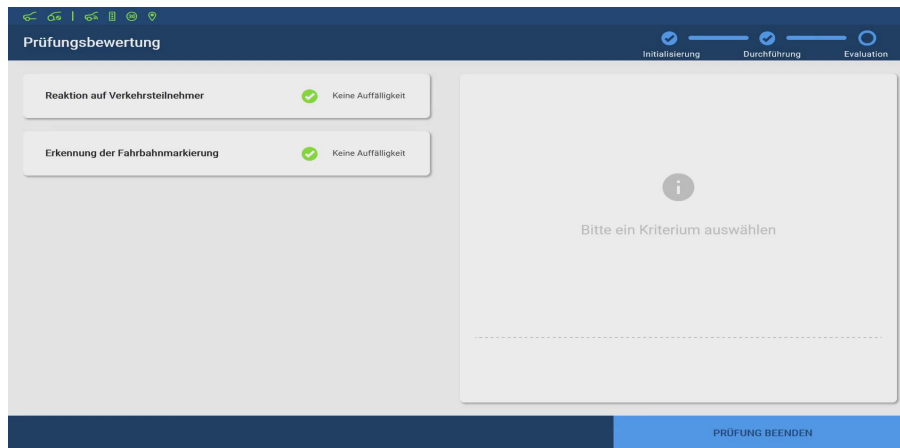 Prüfungsbewertung
Initialisierung
Durchführung
Evaluation
Reaktion auf Verkehrsteilnehmer
Keine Auffälligkeit
Erkennung der Fahrbahnmarkierung
Keine Auffälligkeit
Bitte ein Kriterium auswählen
PRÜFUNG BEENDEN